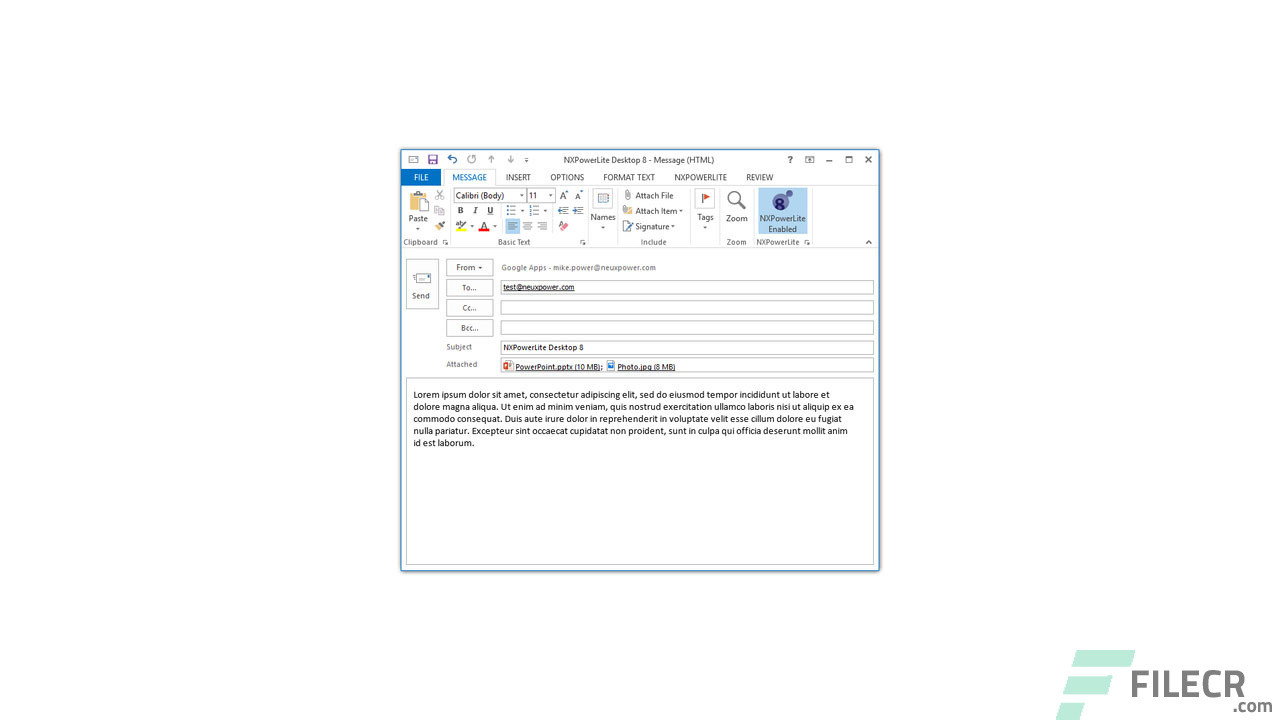 NXPowerLite Desktop 8 - Message (HTML)
?
FILE MESSAGE INSERT OPTIONS FORMAT TEXT NXPOWERLITE REVIEW
Calibri (Body) 11 A A
Attach File
Paste
B I U
Names
Attach Item
Tags
Zoom
8
NXPowerLite
Enabled
ab A
Signature
Clipboard Basic Text Include Zoom NXPowerLite
From Google Apps - mike.power@neuxpower.com
Send
To... test@neuxpower.com
Cc...
Bcc...
Subject NXPowerLite Desktop 8
Attached PowerPoint.pptx (10 MB); Photo.jpg (8 MB)
Lorem ipsum dolor sit amet, consectetur adipiscing elit, sed do eiusmod tempor incididunt ut labore et
dolore magna aliqua. Ut enim ad minim veniam, quis nostrud exercitation ullamco laboris nisi ut aliquip ex ea
commodo consequat. Duis aute irure dolor in reprehenderit in voluptate velit esse cillum dolore eu fugiat
nulla pariatur. Excepteur sint occaecat cupidatat non proident, sunt in culpa qui officia deserunt mollit anim
id est laborum.
FILECR
.com